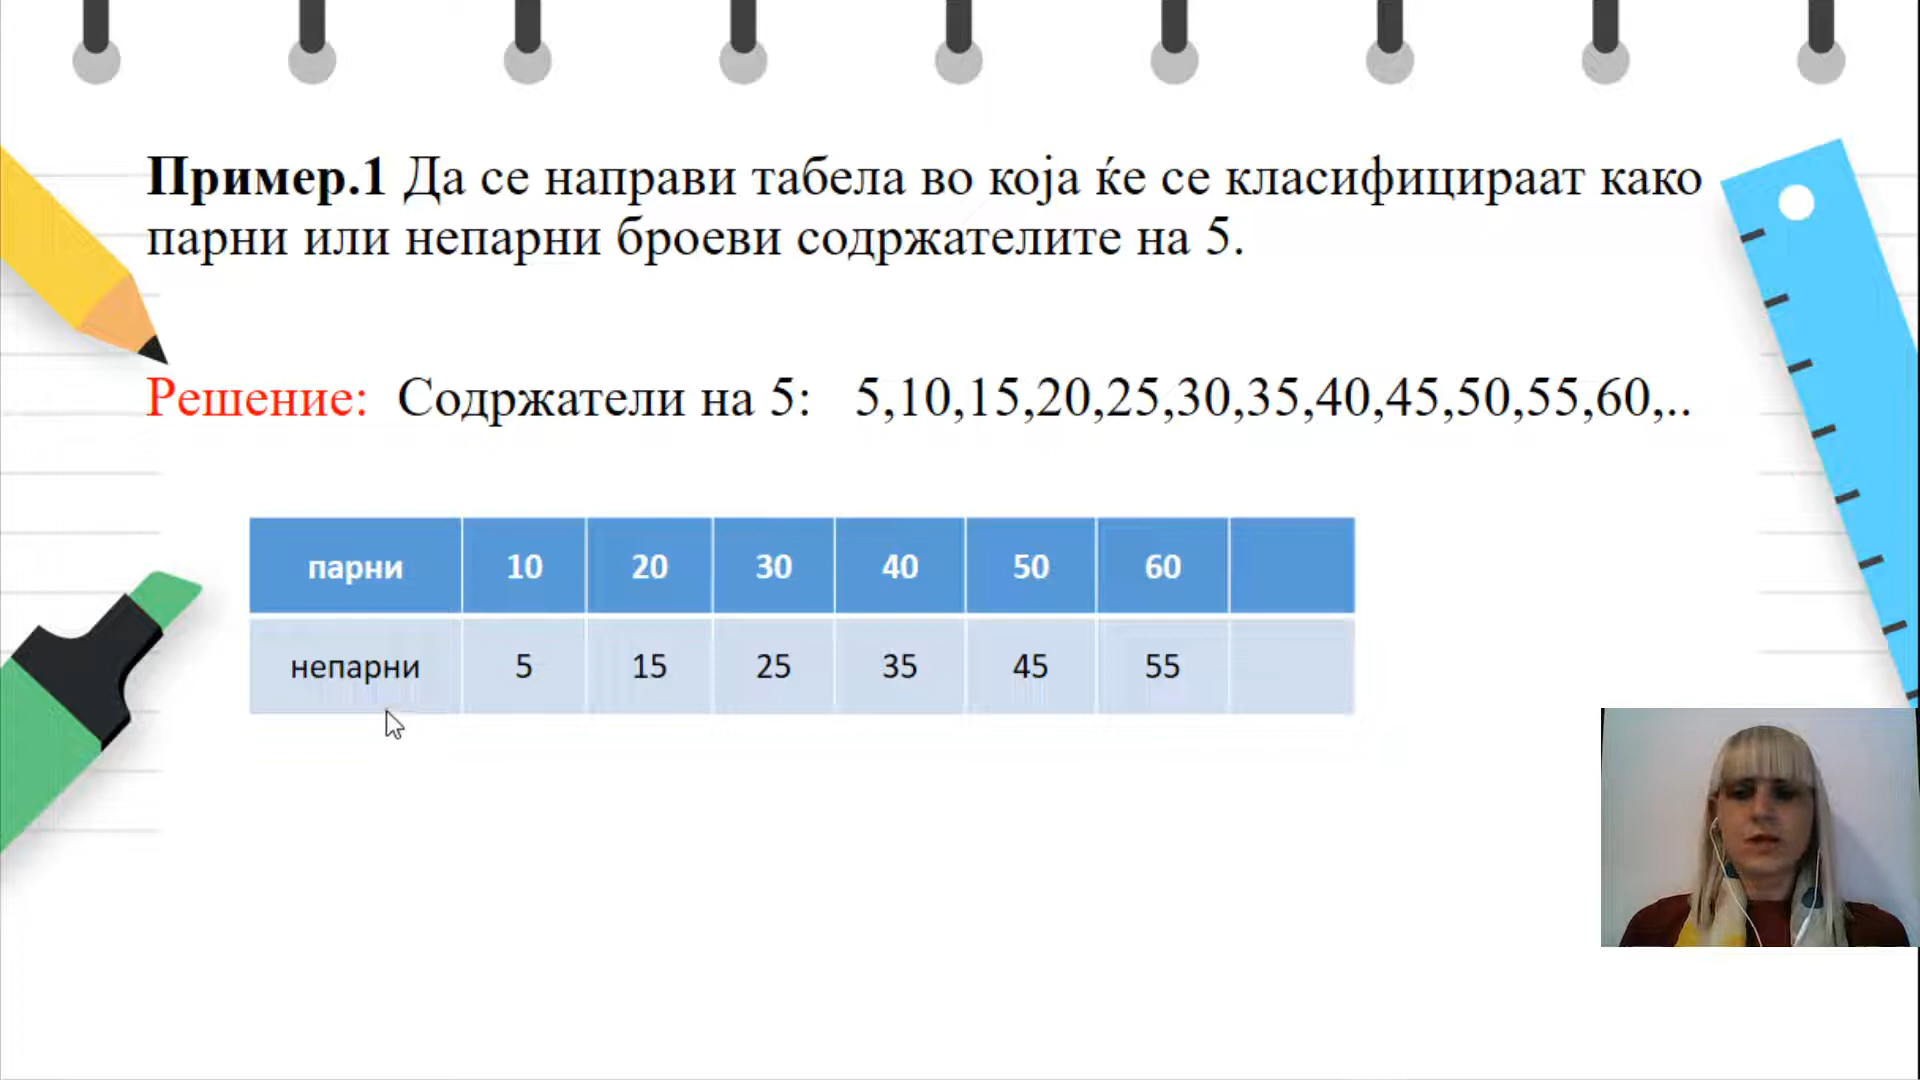 Пример.1 Да се направи табела во која ќе се класифицираат како
парни или непарни броеви содржателите на 5.
Решение: Содржатели на 5: 5,10,15,20,25,30,35,40,45,50,55,60,..
парни 10 20 30 40 50 60
непарни 5 15 25 35 45 55